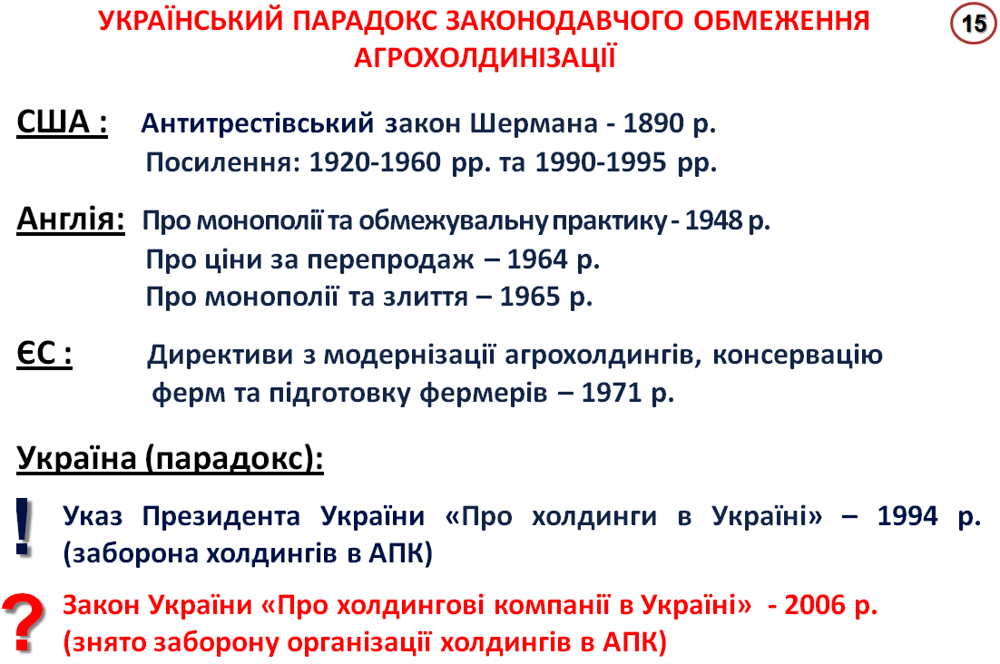 УКРАЇНСЬКИЙ ПАРАДОКС ЗАКОНОДАВЧОГО ОБМЕЖЕННЯ
АГРОХОЛДИНІЗАЦІЇ
15
США : Антитрестівський закон Шермана - 1890 р.
Посилення: 1920-1960 рр. та 1990-1995 рр.
Англія: Про монополії та обмежувальну практику - 1948 р.
Про ціни за перепродаж – 1964 р.
Про монополії та злиття – 1965 р.
ЄС : Директиви з модернізації агрохолдингів, консервацію
ферм та підготовку фермерів – 1971 р.
Україна (парадокс):
! Указ Президента України «Про холдинги в Україні» – 1994 р.
(заборона холдингів в АПК)
? Закон України «Про холдингові компанії в Україні» - 2006 р.
(знято заборону організації холдингів в АПК)